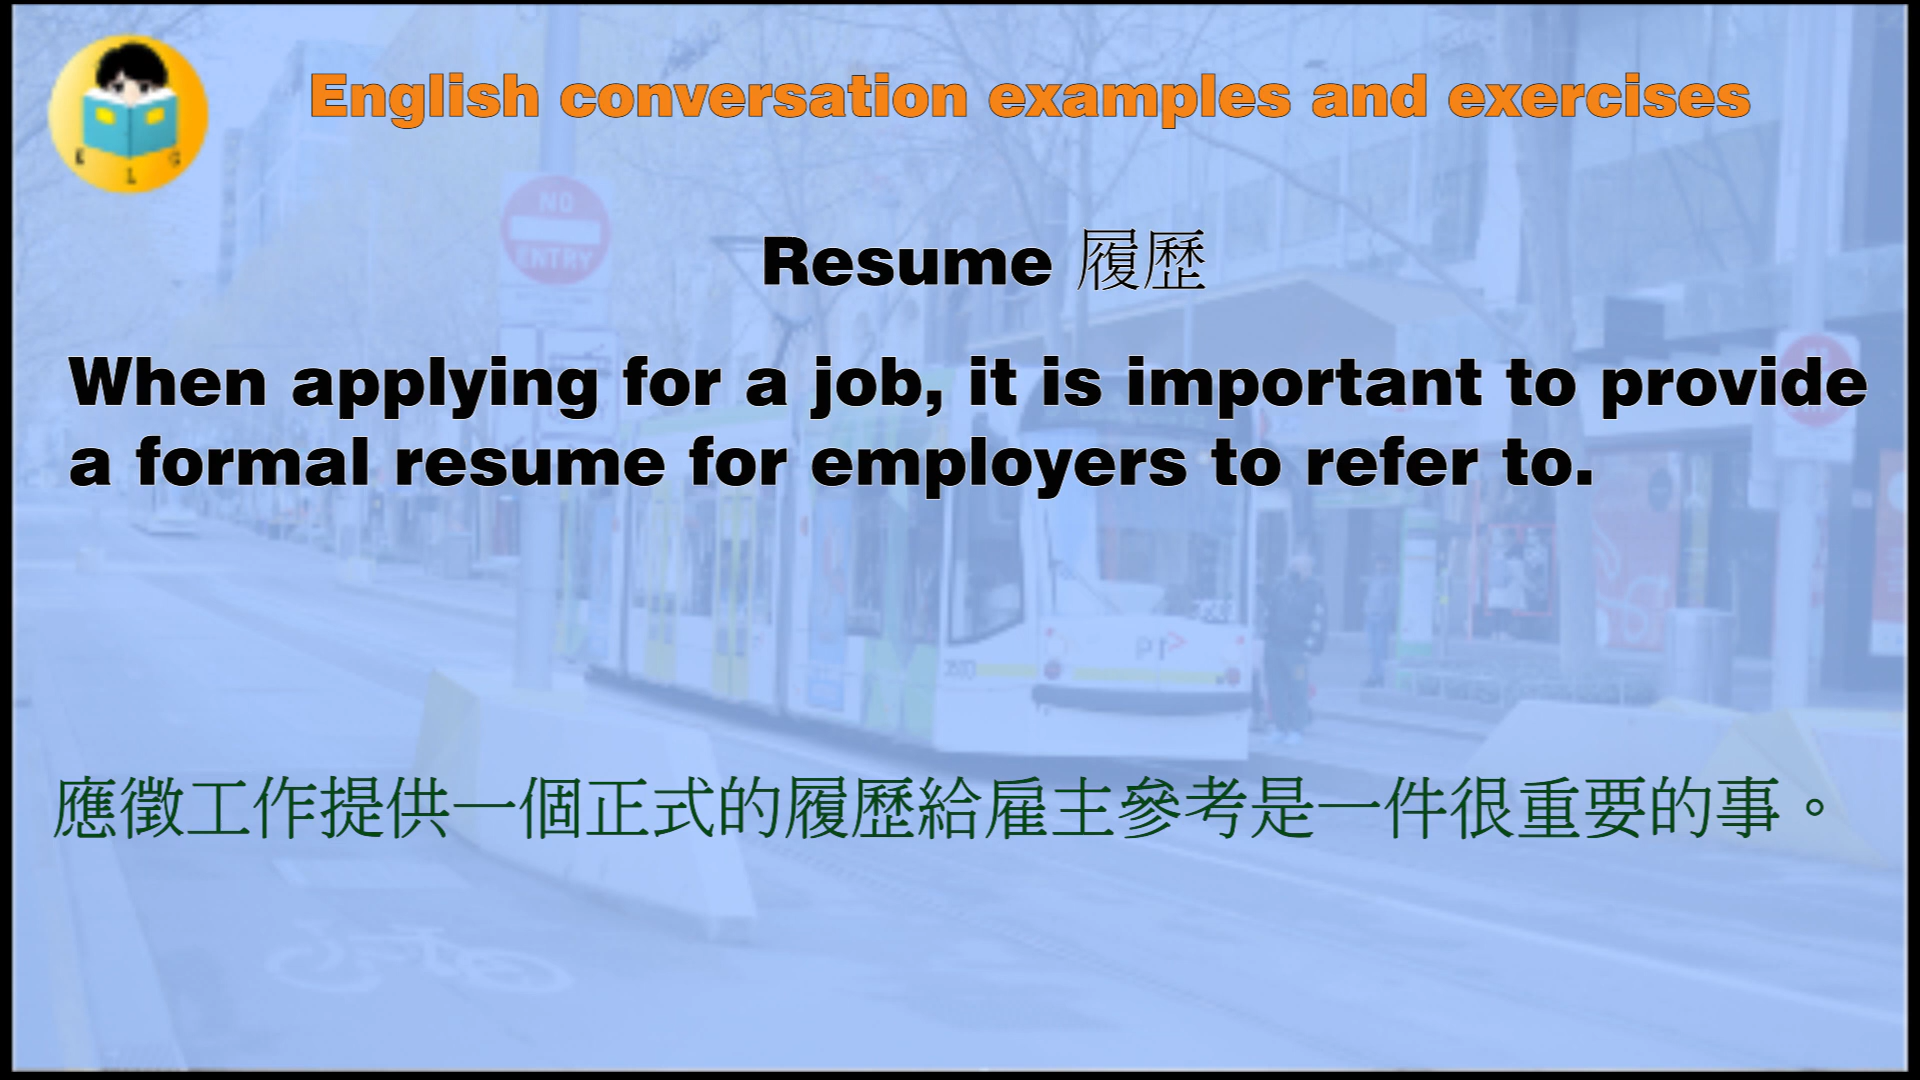 English conversation examples and exercises
Resume 履歷
When applying for a job, it is important to provide
a formal resume for employers to refer to.
應徵工作提供一個正式的履歷給雇主參考是一件很重要的事。
E L G
NO
ENTRY